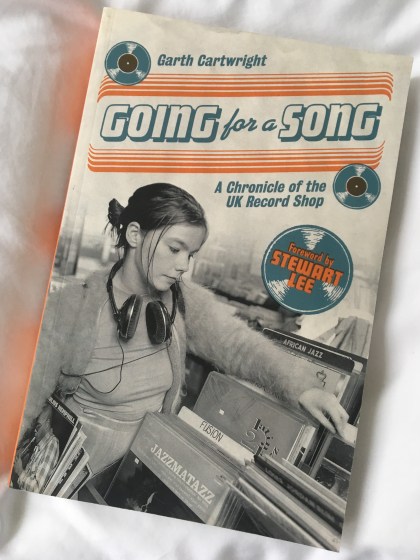 Garth Cartwright
GOING for a SONG
A Chronicle of the
UK Record Shop
Foreword by
STEWART
LEE
AFRICAN JAZZ
FUSION
JAZZMATAZZ